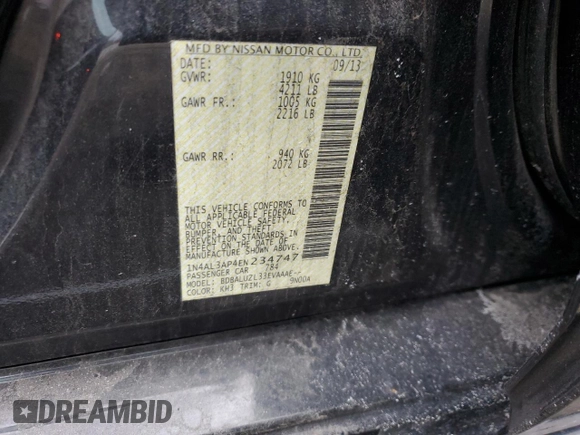 MFD BY NISSAN MOTOR CO., LTD.
DATE: 09/13
GVWR: 1910 KG
4211 LB
GAWR FR.: 1005 KG
2216 LB
GAWR RR.: 940 KG
2072 LB
THIS VEHICLE CONFORMS TO
ALL APPLICABLE FEDERAL
MOTOR VEHICLE SAFETY,
BUMPER, AND THEFT
PREVENTION STANDARDS
IN EFFECT ON THE DATE OF
MANUFACTURE SHOWN ABOVE.
1N4AL3AP4EN234747
PASSENGER CAR 784
MODEL: BDBALUZL33EVAAAE--
COLOR: KH3 TRIM: G 9N00A
DREAMBID